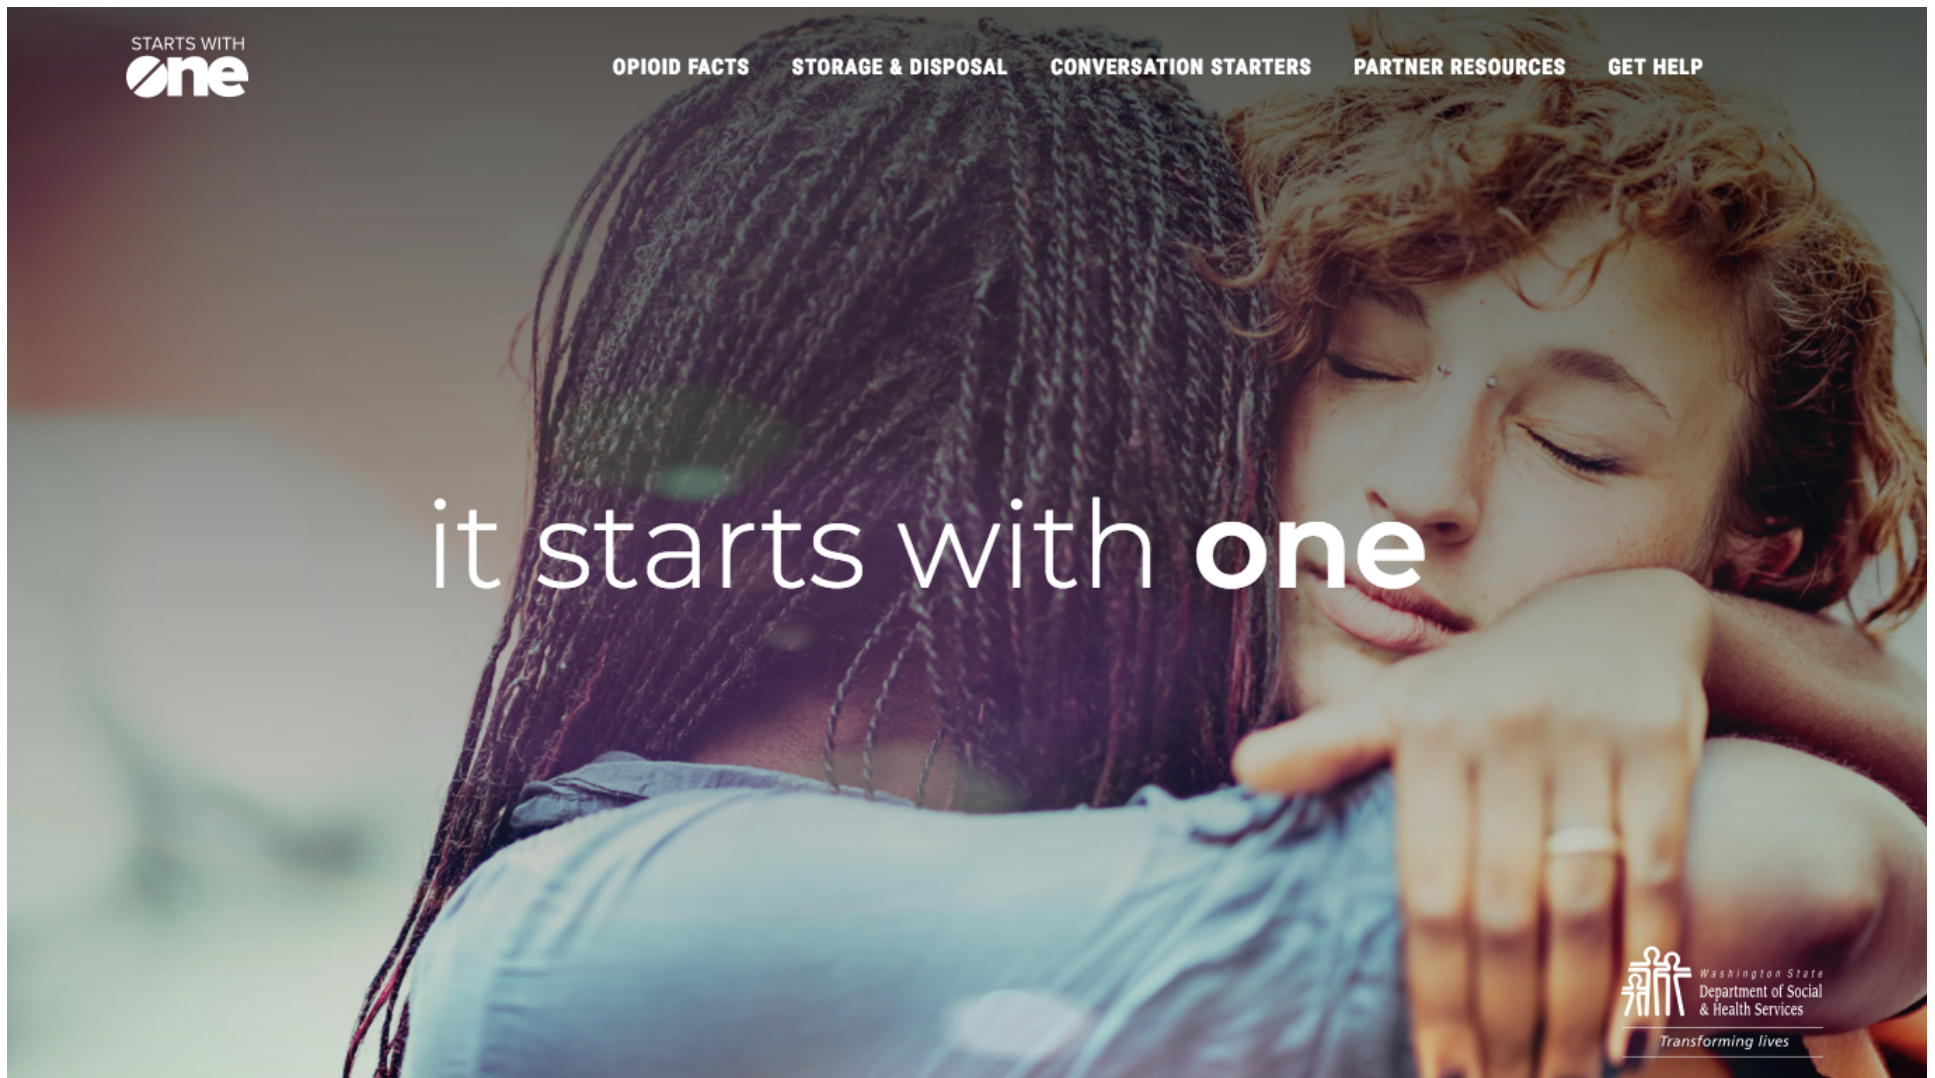 STARTS WITH
one
OPIOID FACTS STORAGE & DISPOSAL CONVERSATION STARTERS PARTNER RESOURCES GET HELP
it starts with one
Washington State
Department of Social
& Health Services
Transforming lives